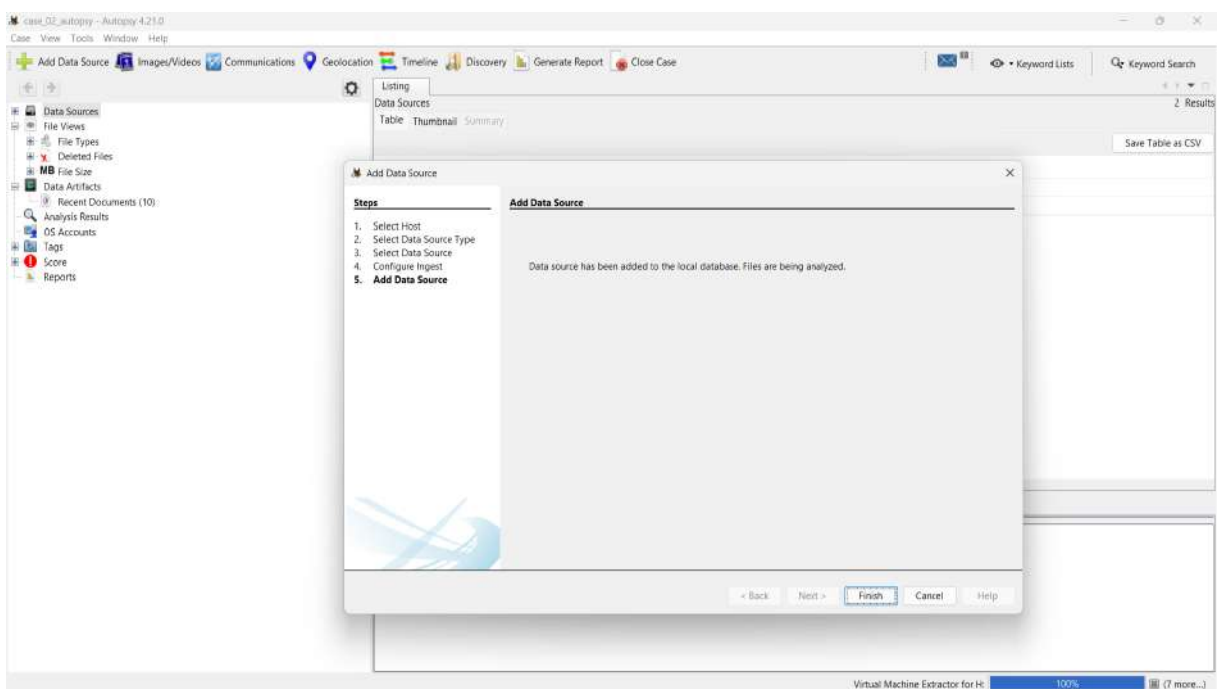 case_02_autopsy - Autopsy 4.21.0
Case View Tools Window Help
Add Data Source Images/Videos Communications Geolocation Timeline Discovery Generate Report Close Case Keyword Lists Keyword Search
Listing
Data Sources 2 Results
Table Thumbnail Summary
Save Table as CSV
Data Sources
File Views
File Types
Deleted Files
MB File Size
Data Artifacts
Recent Documents (10)
Analysis Results
OS Accounts
Tags
Score
Reports
Add Data Source
Steps
1. Select Host
2. Select Data Source Type
3. Select Data Source
4. Configure Ingest
5. Add Data Source
Add Data Source
Data source has been added to the local database. Files are being analyzed.
< Back Next > Finish Cancel Help
Virtual Machine Extractor for H: 100% (7 more...)